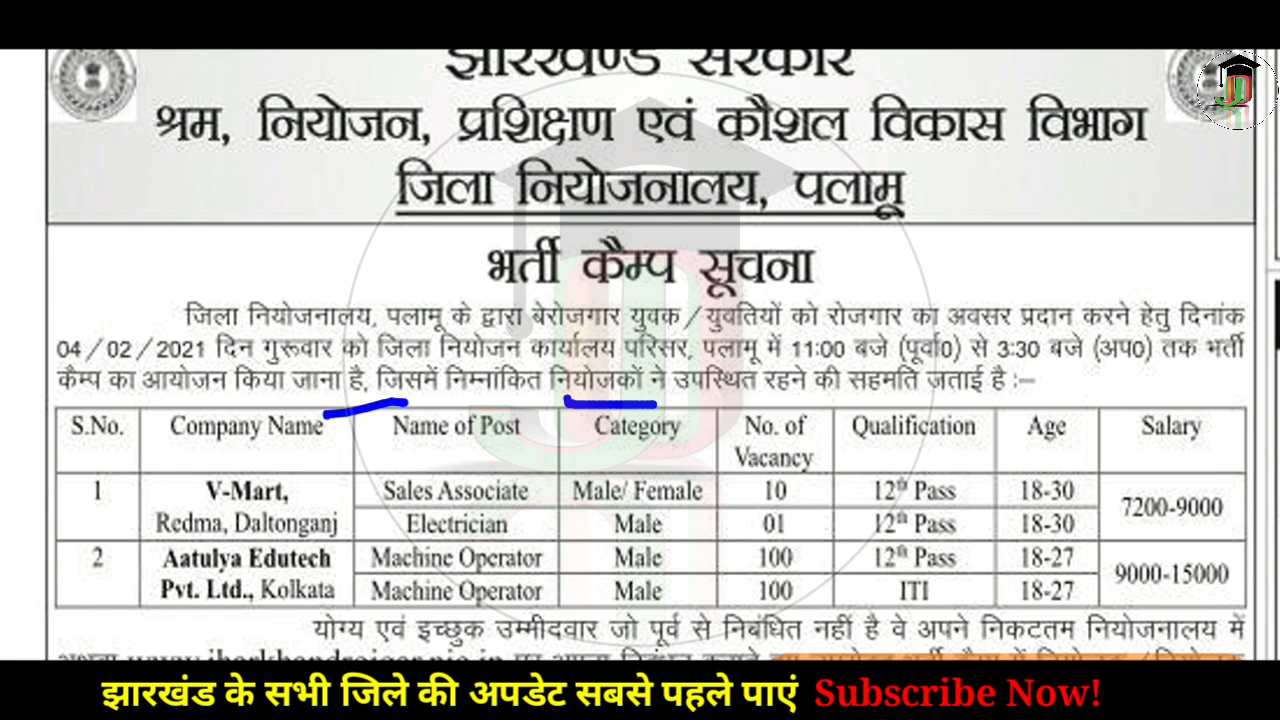 झारखण्ड सरकार
श्रम, नियोजन, प्रशिक्षण एवं कौशल विकास विभाग
जिला नियोजनालय, पलामू
भर्ती कैम्प सूचना
जिला नियोजनालय, पलामू के द्वारा बेरोजगार युवक/युवतियों को रोजगार का अवसर प्रदान करने हेतु दिनांक
04/02/2021 दिन गुरूवार को जिला नियोजन कार्यालय परिसर, पलामू में 11:00 बजे (पूर्वा0) से 3:30 बजे (अप0) तक भर्ती
कैम्प का आयोजन किया जाना है, जिसमें निम्नांकित नियोजकों ने उपस्थित रहने की सहमति जताई है :–
S.No. Company Name Name of Post Category No. of Vacancy Qualification Age Salary
1 V-Mart, Sales Associate Male/ Female 10 12th Pass 18-30 7200-9000
Redma, Daltonganj Electrician Male 01 12th Pass 18-30
2 Aatulya Edutech Machine Operator Male 100 12th Pass 18-27 9000-15000
Pvt. Ltd., Kolkata Machine Operator Male 100 ITI 18-27
योग्य एवं इच्छुक उम्मीदवार जो पूर्व से निबंधित नहीं है वे अपने निकटतम नियोजनालय में
झारखंड के सभी जिले की अपडेट सबसे पहले पाएं Subscribe Now!